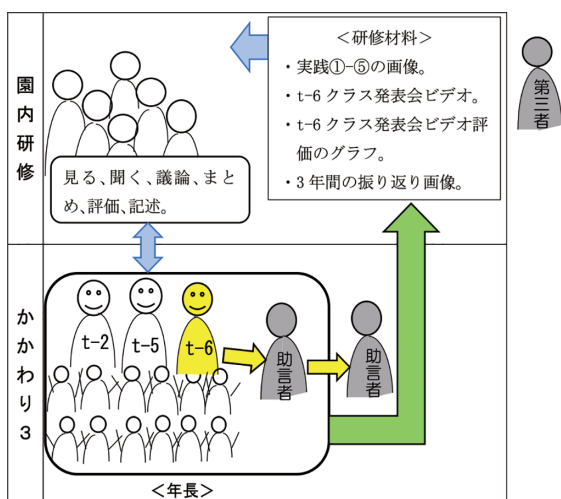 園内研修
<研修材料>
・実践①-⑤の画像。
・t-6クラス発表会ビデオ。
・t-6クラス発表会ビデオ評
価のグラフ。
・3年間の振り返り画像。
第三者
見る、聞く、議論、まと
め、評価、記述。
かかわり3
t-2
t-5
t-6
助言者
助言者
<年長>